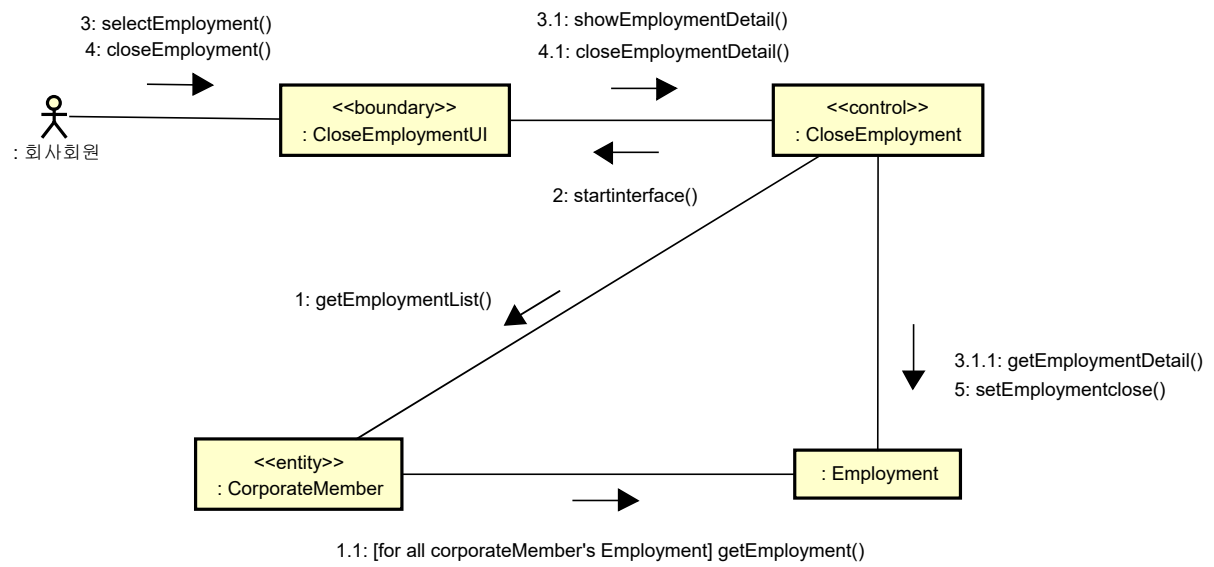 3: selectEmployment()
4: closeEmployment()
3.1: showEmploymentDetail()
4.1: closeEmploymentDetail()
<<boundary>>
: CloseEmploymentUI
<<control>>
: CloseEmployment
: 회사회원
2: startinterface()
1: getEmploymentList()
3.1.1: getEmploymentDetail()
5: setEmploymentclose()
<<entity>>
: CorporateMember
: Employment
1.1: [for all corporateMember's Employment] getEmployment()